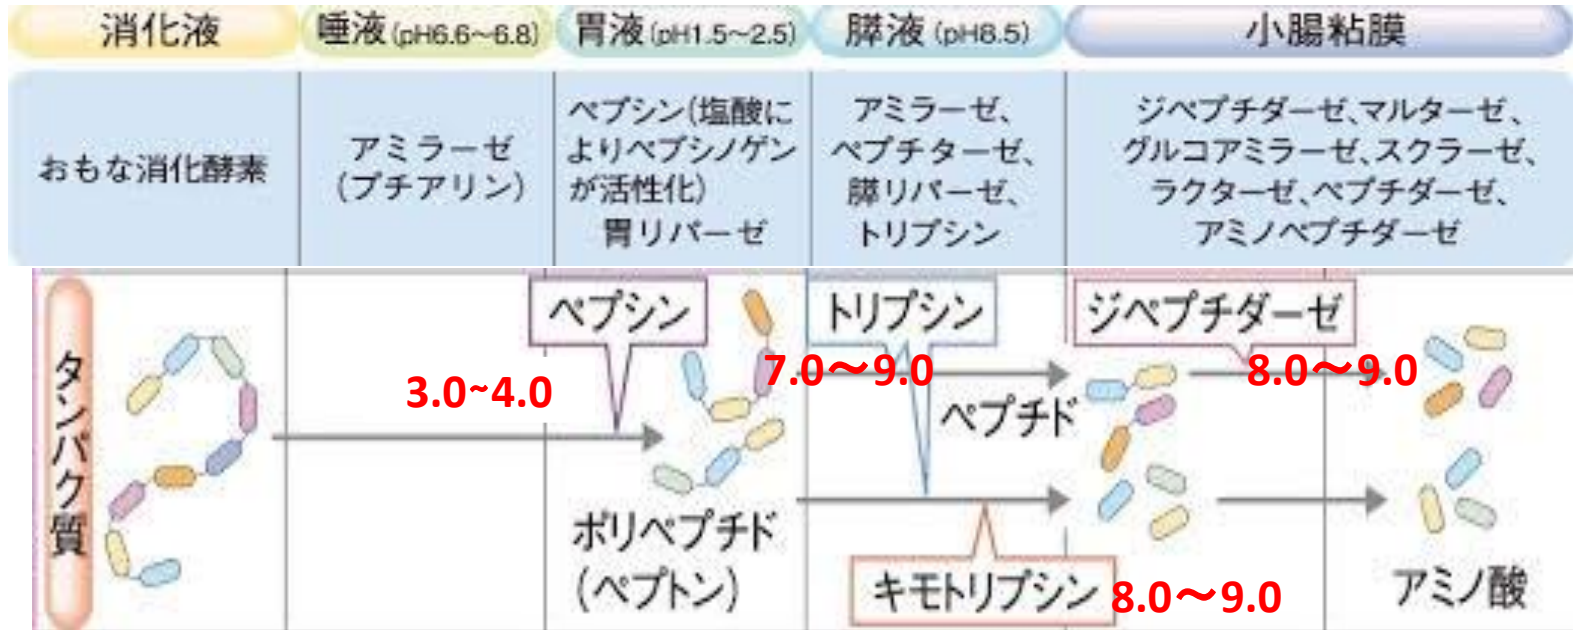 消化液
唾液(pH6.6～6.8)
胃液(pH1.5～2.5)
膵液(pH8.5)
小腸粘膜
おもな消化酵素
アミラーゼ
(プチアリン)
ペプシン(塩酸に
よりペプシノゲン
が活性化)
胃リパーゼ
アミラーゼ、
ペプチターゼ、
膵リパーゼ、
トリプシン
ジペプチダーゼ、マルターゼ、
グルコアミラーゼ、スクラーゼ、
ラクターゼ、ペプチダーゼ、
アミノペプチダーゼ
タンパク質
3.0~4.0
ペプシン
ポリペプチド
(ペプトン)
トリプシン
7.0～9.0
ペプチド
キモトリプシン
8.0～9.0
ジペプチダーゼ
8.0～9.0
アミノ酸